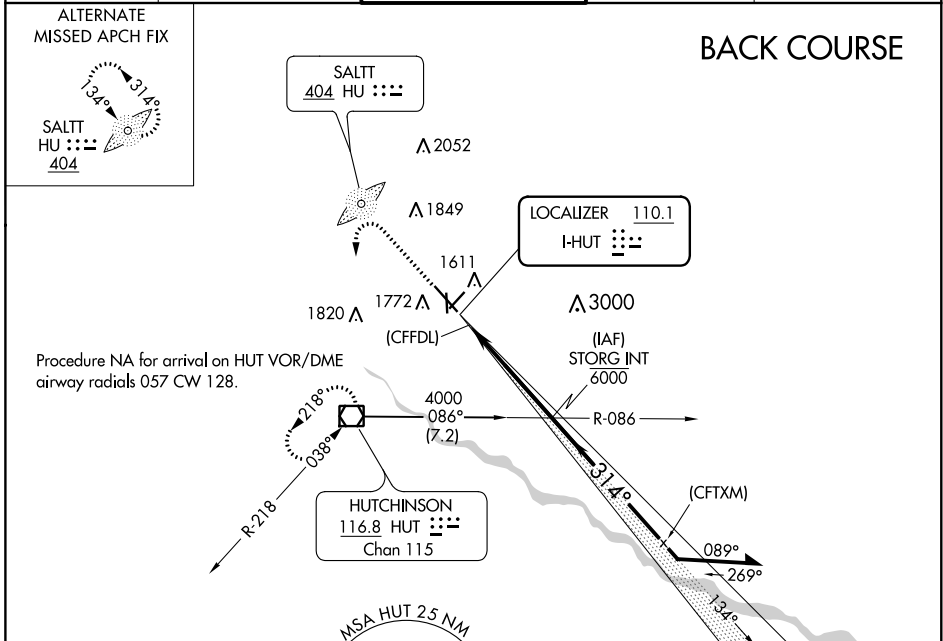 ALTERNATE
MISSED APCH FIX
134°
314°
SALTT
HU
404
BACK COURSE
SALTT
404 HU
2052
1849
LOCALIZER 110.1
I-HUT
1611
1772
1820
3000
(CFFDL)
(IAF)
STORG INT
6000
Procedure NA for arrival on HUT VOR/DME
airway radials 057 CW 128.
218°
038°
R-218
4000
086°
(7.2)
R-086
314°
(CFTXM)
HUTCHINSON
116.8 HUT
Chan 115
089°
269°
134°
MSA HUT 25 NM